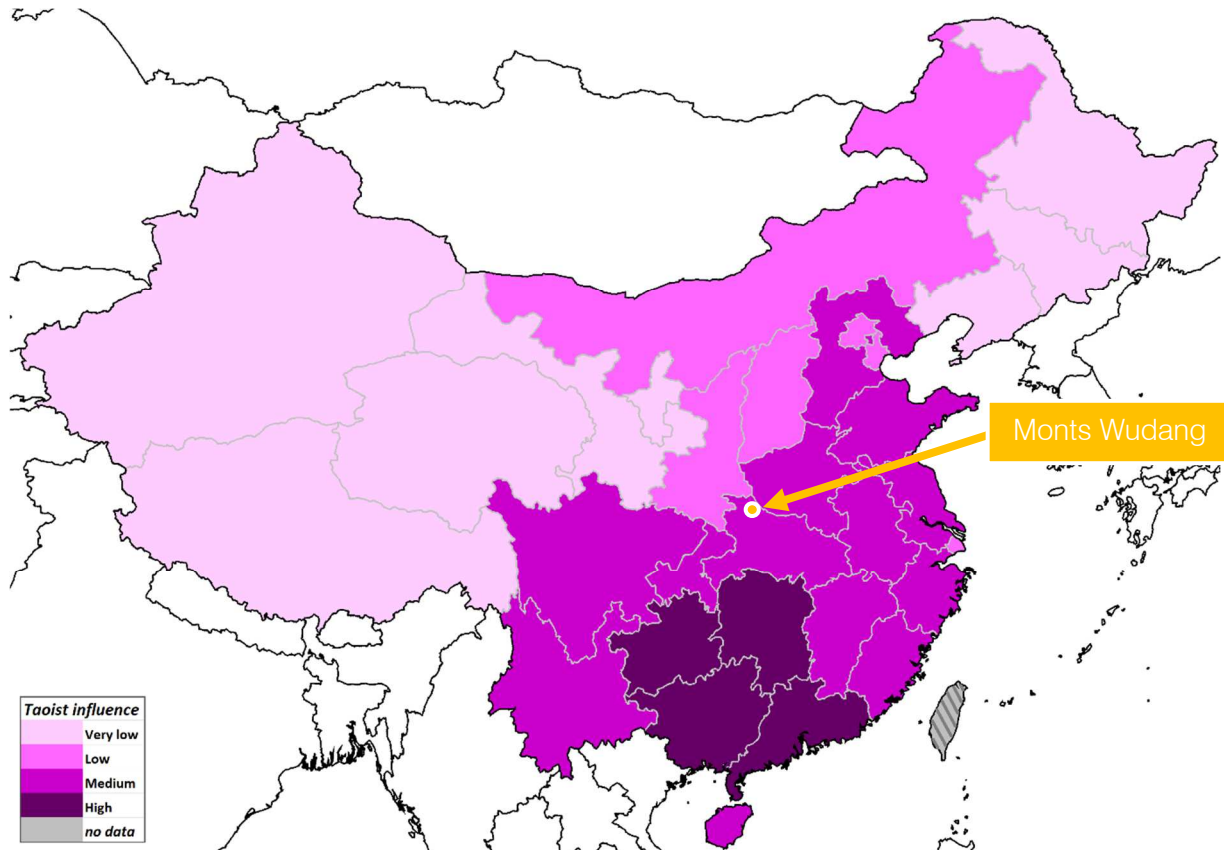 Monts Wudang
Taoist influence
Very low
Low
Medium
High
no data